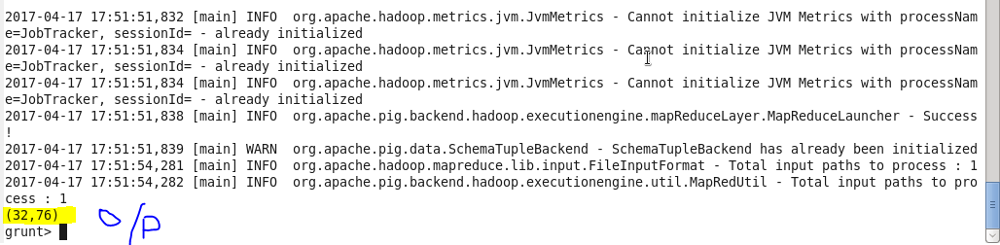 2017-04-17 17:51:51,832 [main] INFO  org.apache.hadoop.metrics.jvm.JvmMetrics - Cannot initialize JVM Metrics with processNam
e=JobTracker, sessionId= - already initialized
2017-04-17 17:51:51,834 [main] INFO  org.apache.hadoop.metrics.jvm.JvmMetrics - Cannot initialize JVM Metrics with processNam
e=JobTracker, sessionId= - already initialized
2017-04-17 17:51:51,834 [main] INFO  org.apache.hadoop.metrics.jvm.JvmMetrics - Cannot initialize JVM Metrics with processNam
e=JobTracker, sessionId= - already initialized
2017-04-17 17:51:51,838 [main] INFO  org.apache.pig.backend.hadoop.executionengine.mapReduceLayer.MapReduceLauncher - Success
!
2017-04-17 17:51:51,839 [main] WARN  org.apache.pig.data.SchemaTupleBackend - SchemaTupleBackend has already been initialized
2017-04-17 17:51:54,281 [main] INFO  org.apache.hadoop.mapreduce.lib.input.FileInputFormat - Total input paths to process : 1
2017-04-17 17:51:54,282 [main] INFO  org.apache.pig.backend.hadoop.executionengine.util.MapRedUtil - Total input paths to pro
cess : 1
(32,76)
O/P
grunt>